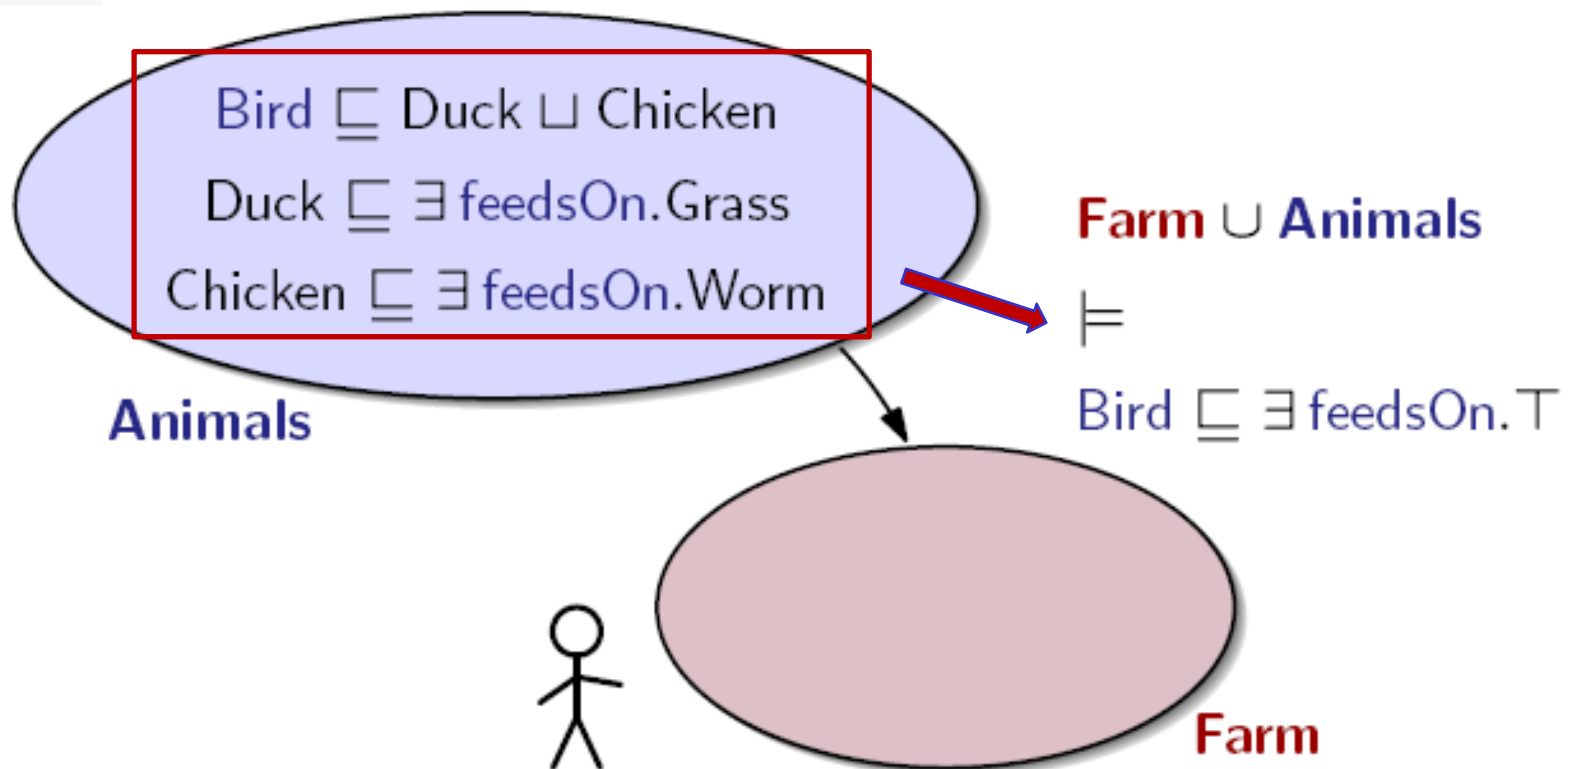 Bird ⊑ Duck ⊔ Chicken
Duck ⊑ ∃ feedsOn.Grass
Chicken ⊑ ∃ feedsOn.Worm
Animals
Farm ∪ Animals
⊨
Bird ⊑ ∃ feedsOn.⊤
Farm